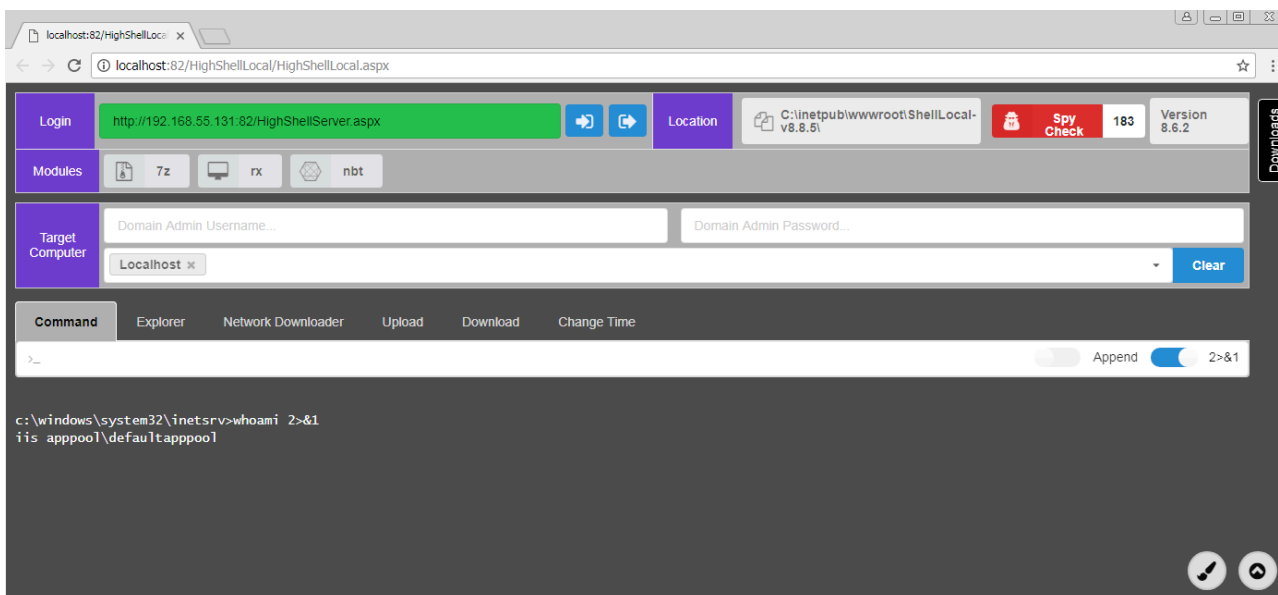 localhost:82/HighShellLoca
localhost:82/HighShellLocal/HighShellLocal.aspx
Login
http://192.168.55.131:82/HighShellServer.aspx
Location
C:\inetpub\wwwroot\ShellLocal-
v8.8.5\
Spy
Check
183
Version
8.6.2
Downloads
Modules
7z
rx
nbt
Target
Computer
Domain Admin Username...
Domain Admin Password...
Localhost
Clear
Command
Explorer
Network Downloader
Upload
Download
Change Time
>_
Append
2>&1
c:\windows\system32\inetsrv>whoami 2>&1
iis apppool\defaultapppool